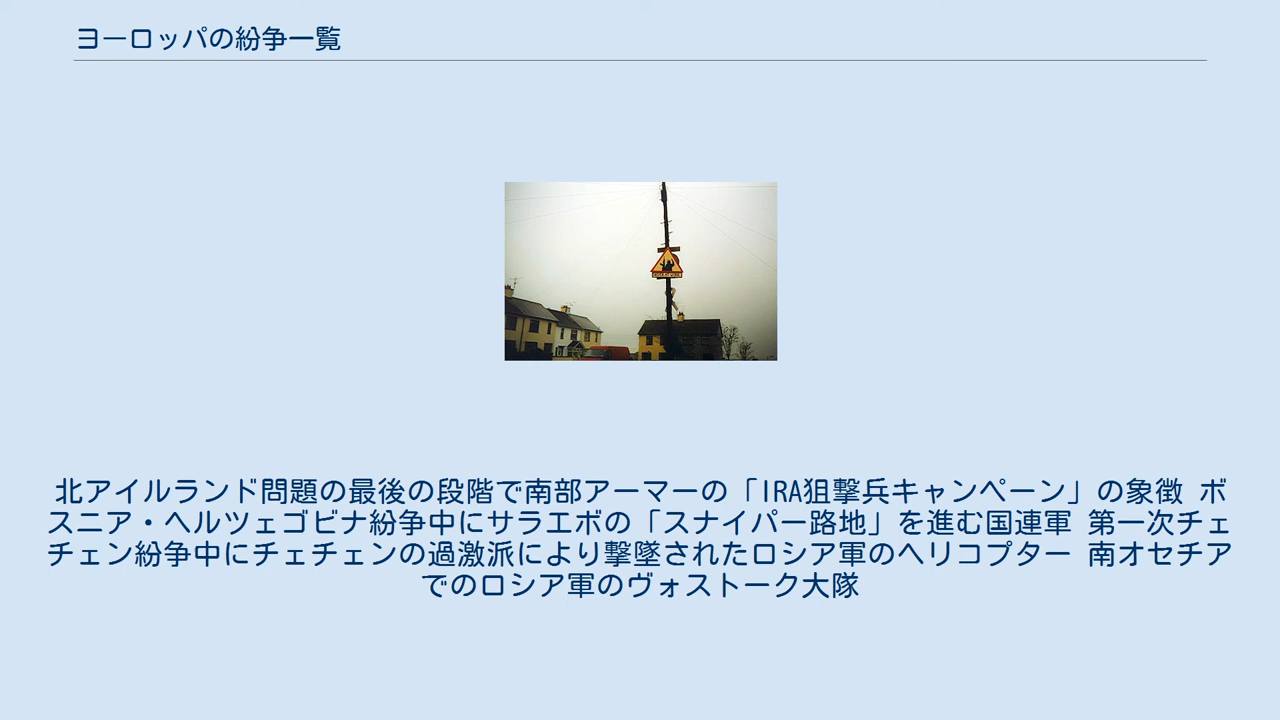 ヨーロッパの紛争一覧
北アイルランド問題の最後の段階で南部アーマーの「IRA狙撃兵キャンペーン」の象徴 ボ
スニア・ヘルツェゴビナ紛争中にサラエボの「スナイパー路地」を進む国連軍 第一次チェ
チェン紛争中にチェチェンの過激派により撃墜されたロシア軍のヘリコプター 南オセチア
でのロシア軍のヴォストーク大隊